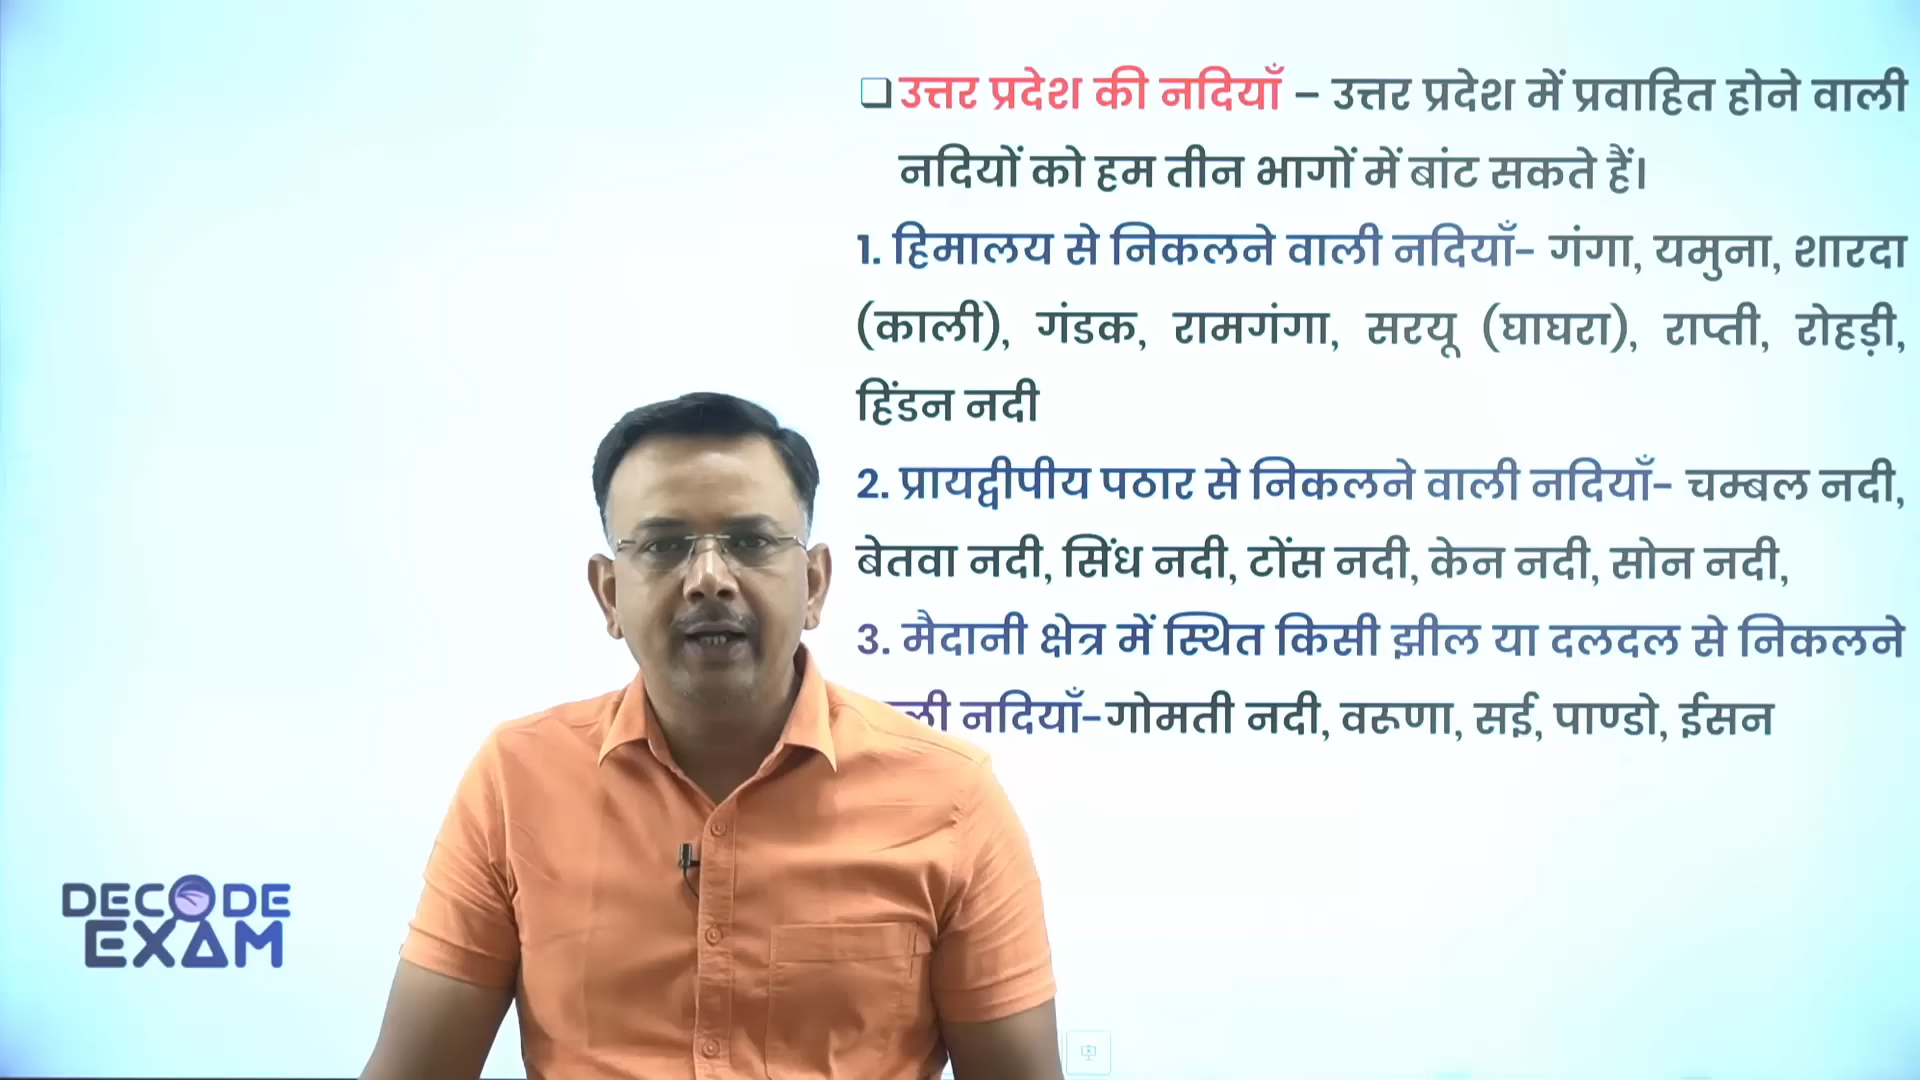 ❑ उत्तर प्रदेश की नदियाँ – उत्तर प्रदेश में प्रवाहित होने वाली
नदियों को हम तीन भागों में बांट सकते हैं।
1. हिमालय से निकलने वाली नदियाँ- गंगा, यमुना, शारदा
(काली), गंडक, रामगंगा, सरयू (घाघरा), राप्ती, रोहड़ी,
हिंडन नदी
2. प्रायद्वीपीय पठार से निकलने वाली नदियाँ- चम्बल नदी,
बेतवा नदी, सिंध नदी, टोंस नदी, केन नदी, सोन नदी,
3. मैदानी क्षेत्र में स्थित किसी झील या दलदल से निकलने
नदियाँ-गोमती नदी, वरूणा, सई, पाण्डो, ईसन
DECODE
EXAM